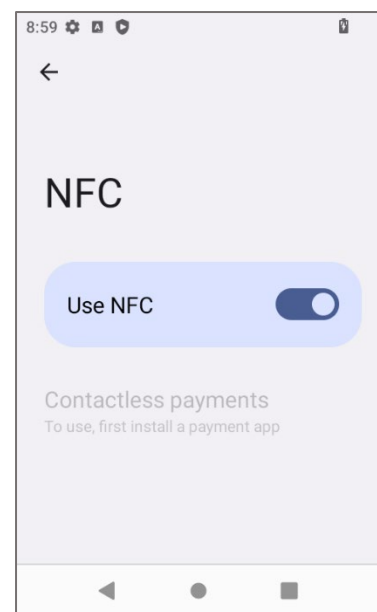 8:59
NFC
Use NFC
Contactless payments
To use, first install a payment app